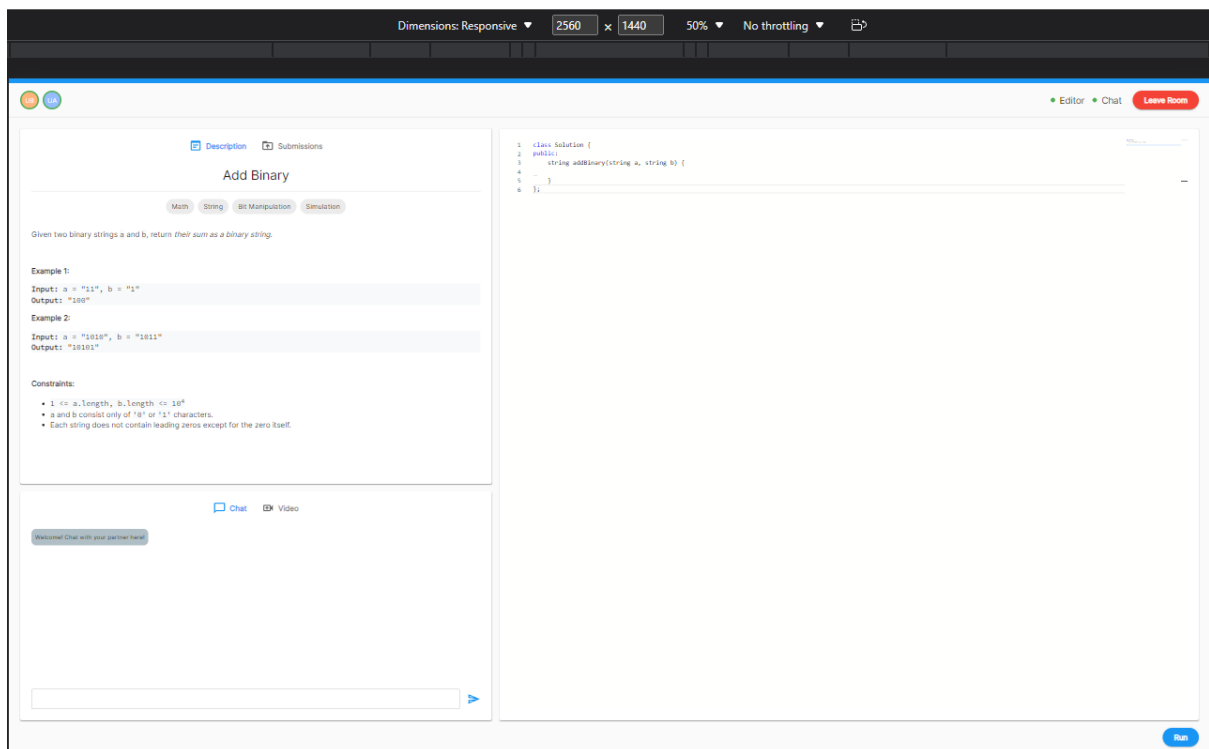 Dimensions: Responsive ▼ 2560 × 1440 50% ▼ No throttling ▼
UB UA
Editor Chat Leave Room
Description Submissions
Add Binary
Math String Bit Manipulation Simulation
Given two binary strings a and b, return their sum as a binary string.
Example 1:
Input: a = "11", b = "1"
Output: "100"
Example 2:
Input: a = "1010", b = "1011"
Output: "10101"
Constraints:
• 1 <= a.length, b.length <= 10⁴
• a and b consist only of '0' or '1' characters.
• Each string does not contain leading zeros except for the zero itself.
Chat Video
Welcome! Chat with your partner here!
1 class Solution {
2 public:
3 string addBinary(string a, string b) {
4
5 }
6 };
Run